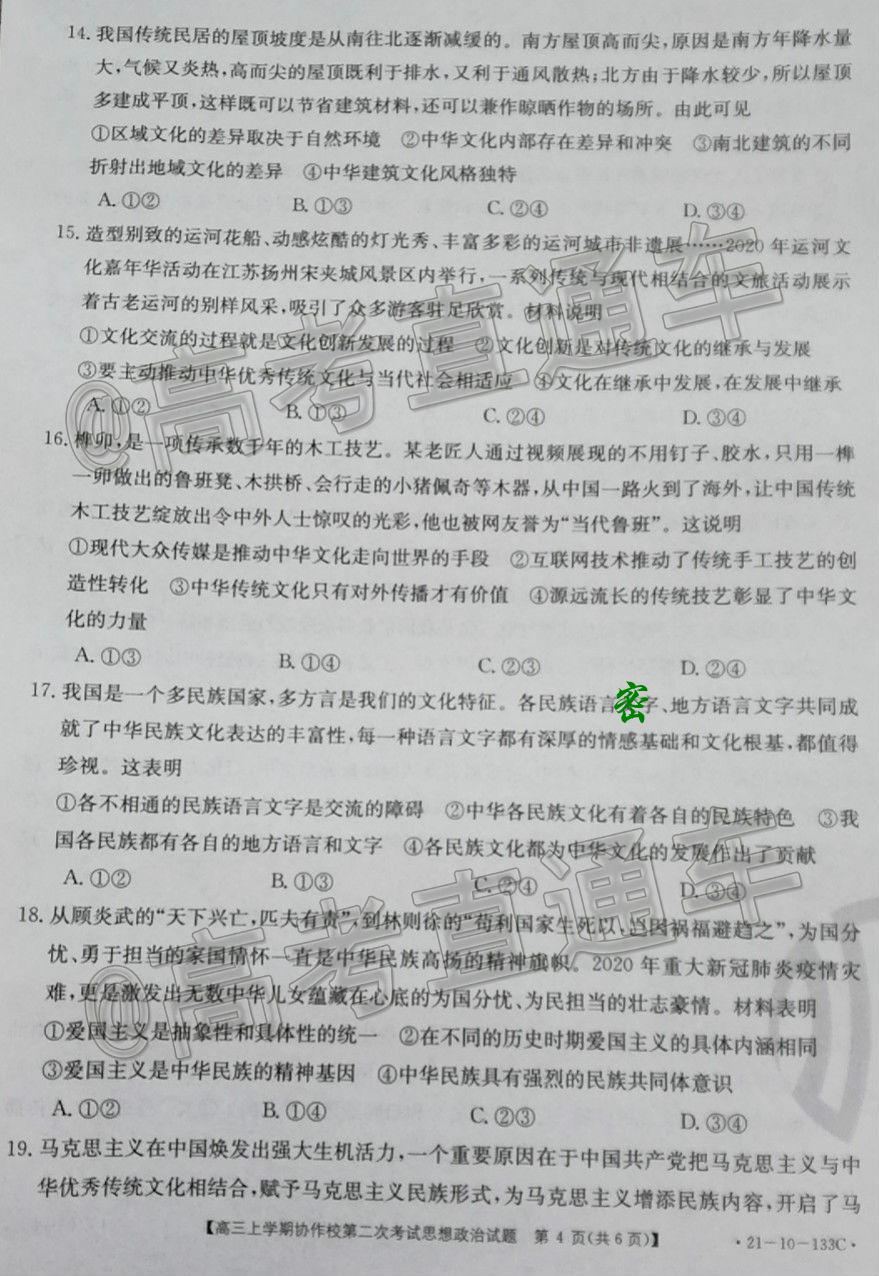 14. 我国传统民居的屋顶坡度是从南往北逐渐减缓的。南方屋顶高而尖,原因是南方年降水量
大,气候又炎热,高而尖的屋顶既利于排水,又利于通风散热;北方由于降水较少,所以屋顶
多建成平顶,这样既可以节省建筑材料,还可以兼作晾晒作物的场所。由此可见
①区域文化的差异取决于自然环境 ②中华文化内部存在差异和冲突 ③南北建筑的不同
折射出地域文化的差异 ④中华建筑文化风格独特
A. ①② B. ①③ C. ②④ D. ③④
15. 造型别致的运河花船、动感炫酷的灯光秀、丰富多彩的运河城市非遗展……2020年运河文
化嘉年华活动在江苏扬州宋夹城风景区内举行,一系列传统与现代相结合的文旅活动展示
着古老运河的别样风采,吸引了众多游客驻足欣赏。材料说明
①文化交流的过程就是文化创新发展的过程 ②文化创新是对传统文化的继承与发展
③要主动推动中华优秀传统文化与当代社会相适应 ④文化在继承中发展,在发展中继承
A. ①② B. ①③ C. ②④ D. ③④
16. 榫卯,是一项传承数千年的木工技艺。某老匠人通过视频展现的不用钉子、胶水,只用一榫
一卯做出的鲁班凳、木拱桥、会行走的小猪佩奇等木器,从中国一路火到了海外,让中国传统
木工技艺绽放出令中外人士惊叹的光彩,他也被网友誉为“当代鲁班”。这说明
①现代大众传媒是推动中华文化走向世界的手段 ②互联网技术推动了传统手工技艺的创
造性转化 ③中华传统文化只有对外传播才有价值 ④源远流长的传统技艺彰显了中华文
化的力量
A. ①③ B. ①④ C. ②③ D. ②④
17. 我国是一个多民族国家,多方言是我们的文化特征。各民族语言密字、地方语言文字共同成
就了中华民族文化表达的丰富性,每一种语言文字都有深厚的情感基础和文化根基,都值得
珍视。这表明
①各不相通的民族语言文字是交流的障碍 ②中华各民族文化有着各自的民族特色 ③我
国各民族都有各自的地方语言和文字 ④各民族文化都为中华文化的发展作出了贡献
A. ①② B. ①③ C. ②④ D. ③④
18. 从顾炎武的“天下兴亡,匹夫有责”,到林则徐的“苟利国家生死以,岂因祸福避趋之”,为国分
忧、勇于担当的家国情怀一直是中华民族高扬的精神旗帜。2020年重大新冠肺炎疫情灾
难,更是激发出无数中华儿女蕴藏在心底的为国分忧、为民担当的壮志豪情。材料表明
①爱国主义是抽象性和具体性的统一 ②在不同的历史时期爱国主义的具体内涵相同
③爱国主义是中华民族的精神基因 ④中华民族具有强烈的民族共同体意识
A. ①② B. ①③ C. ②④ D. ③④
19. 马克思主义在中国焕发出强大生机活力,一个重要原因在于中国共产党把马克思主义与中
华优秀传统文化相结合,赋予马克思主义民族形式,为马克思主义增添民族内容,开启了马
【高三上学期协作校第二次考试思想政治试题 第4页(共6页)】 ·21-10-133C·
@高考直通车
@高考直通车